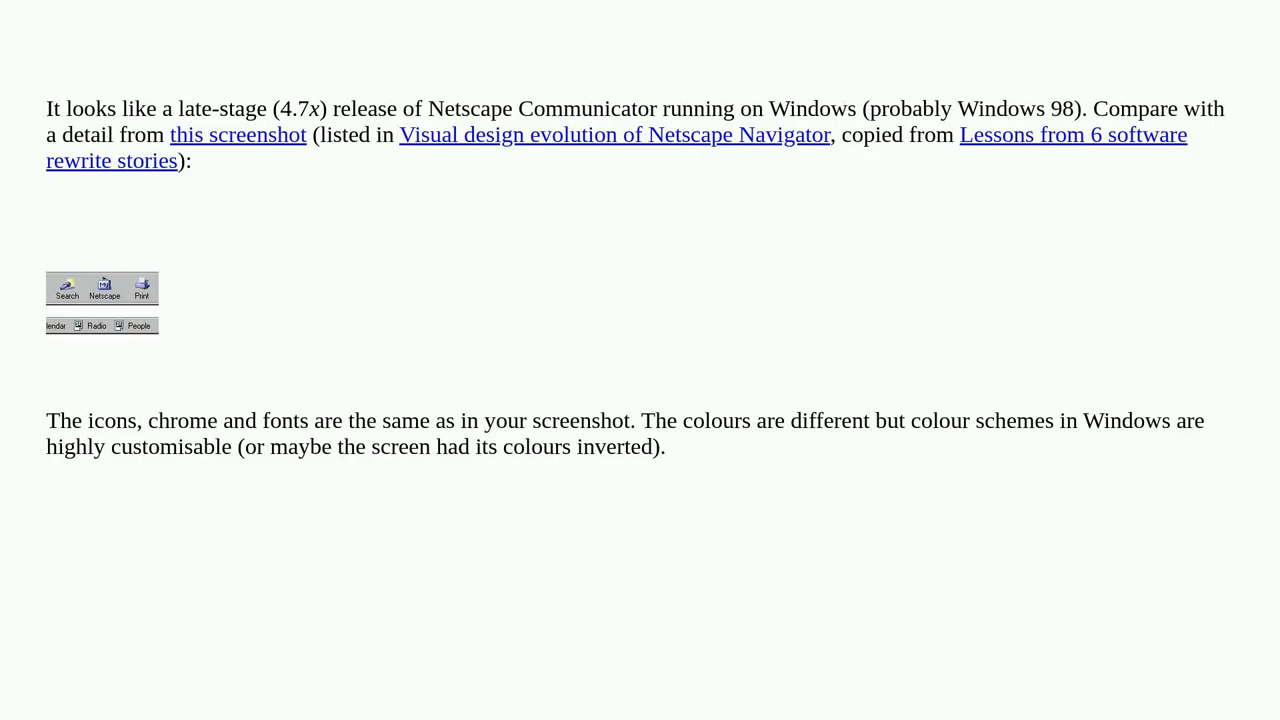 It looks like a late-stage (4.7x) release of Netscape Communicator running on Windows (probably Windows 98). Compare with
a detail from this screenshot (listed in Visual design evolution of Netscape Navigator, copied from Lessons from 6 software
rewrite stories):
Search Netscape Print
lendar Radio People
The icons, chrome and fonts are the same as in your screenshot. The colours are different but colour schemes in Windows are
highly customisable (or maybe the screen had its colours inverted).